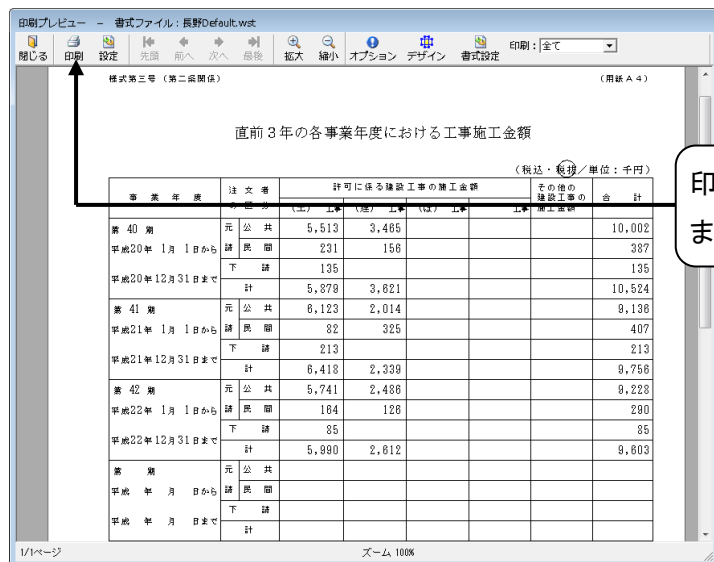 印刷プレビュー － 書式ファイル：長野Default.wst
閉じる 印刷 設定 先頭 前へ 次へ 最後 拡大 縮小 オプション デザイン 書式設定 印刷：全て
様式第三号（第二条関係） （用紙Ａ４）
直前３年の各事業年度における工事施工金額
（税込・税抜／単位：千円）
事 業 年 度 注 文 者 の 区 分 許可に係る建設工事の施工金額 その他の建設工事の施工金額 合 計
（土） 工事 （建） 工事 （ほ） 工事 工事
第 40 期 元請 公 共 5,513 3,465 10,002
平成20年 1月 1日から 民 間 231 156 387
平成20年12月31日まで 下 請 135 135
計 5,879 3,621 10,524
第 41 期 元請 公 共 6,123 2,014 9,136
平成21年 1月 1日から 民 間 82 325 407
平成21年12月31日まで 下 請 213 213
計 6,418 2,339 9,756
第 42 期 元請 公 共 5,741 2,486 9,228
平成22年 1月 1日から 民 間 164 126 290
平成22年12月31日まで 下 請 85 85
計 5,990 2,612 9,603
第 期 元請 公 共
平成 年 月 日から 民 間
平成 年 月 日まで 下 請
計
印
ま
1/1ページ ズーム 100%